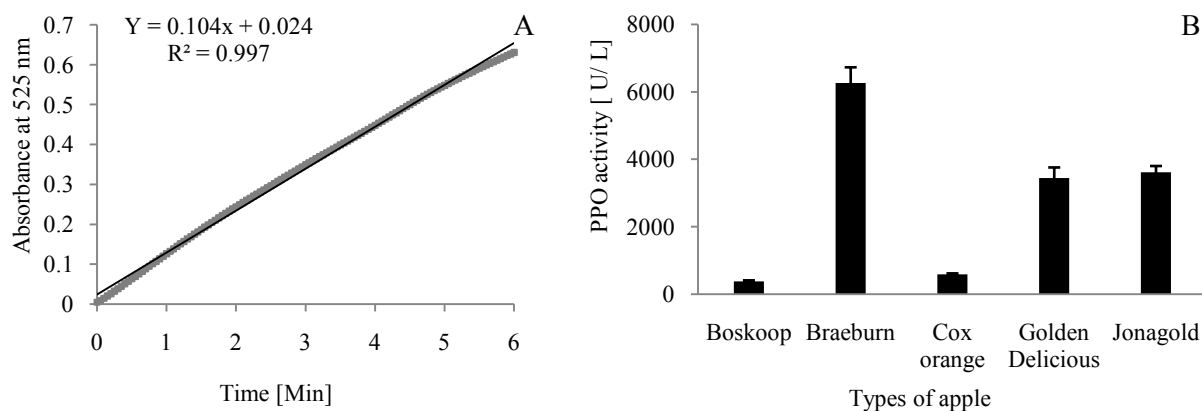 Y = 0.104x + 0.024
R² = 0.997
A
Absorbance at 525 nm
0.7
0.6
0.5
0.4
0.3
0.2
0.1
0
0 1 2 3 4 5 6
Time [Min]
B
PPO activity [ U/ L]
8000
6000
4000
2000
0
Boskoop Braeburn Cox Golden Jonagold
orange Delicious
Types of apple